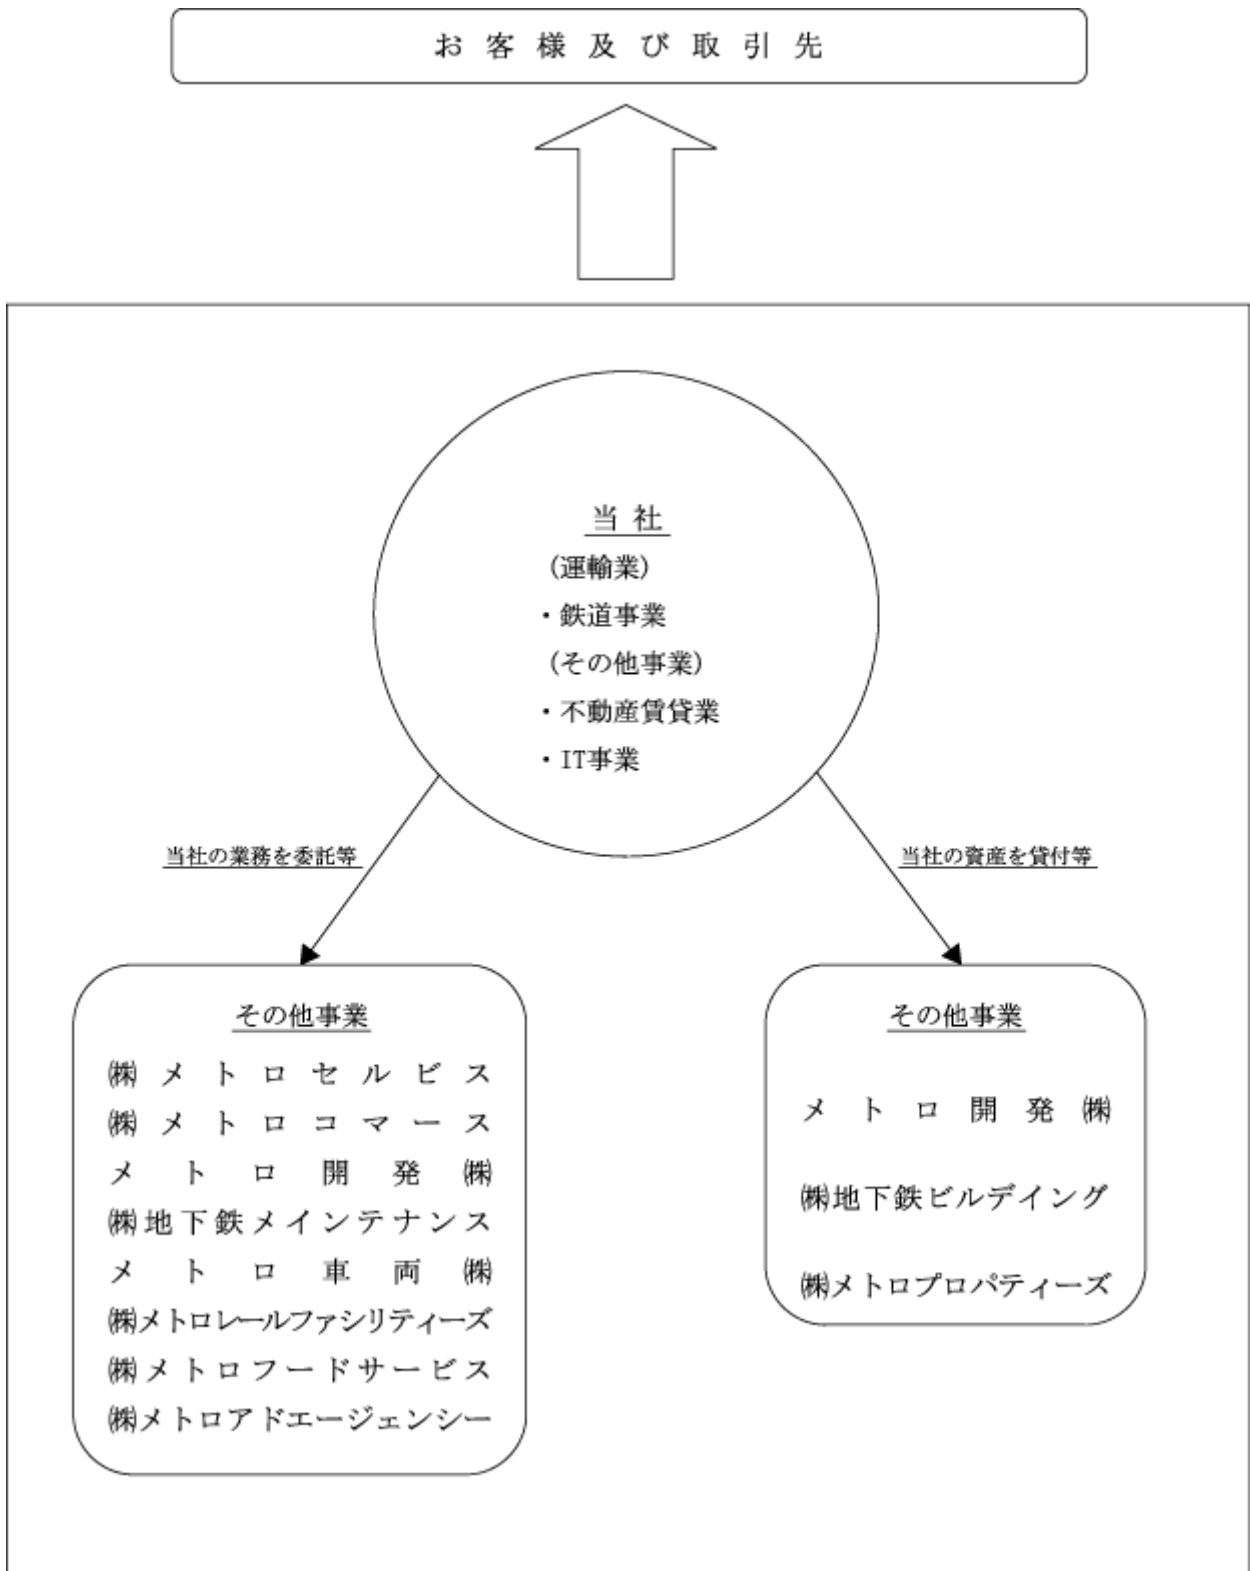 お客様及び取引先
当社
(運輸業)
・鉄道事業
(その他事業)
・不動産賃貸業
・IT事業
当社の業務を委託等
当社の資産を貸付等
その他事業
㈱メトロセルビス
㈱メトロコマース
メトロ開発㈱
㈱地下鉄メインテナンス
メトロ車両㈱
㈱メトロレールファシリティーズ
㈱メトロフードサービス
㈱メトロアドエージェンシー
その他事業
メトロ開発㈱
㈱地下鉄ビルデイング
㈱メトロプロパティーズ